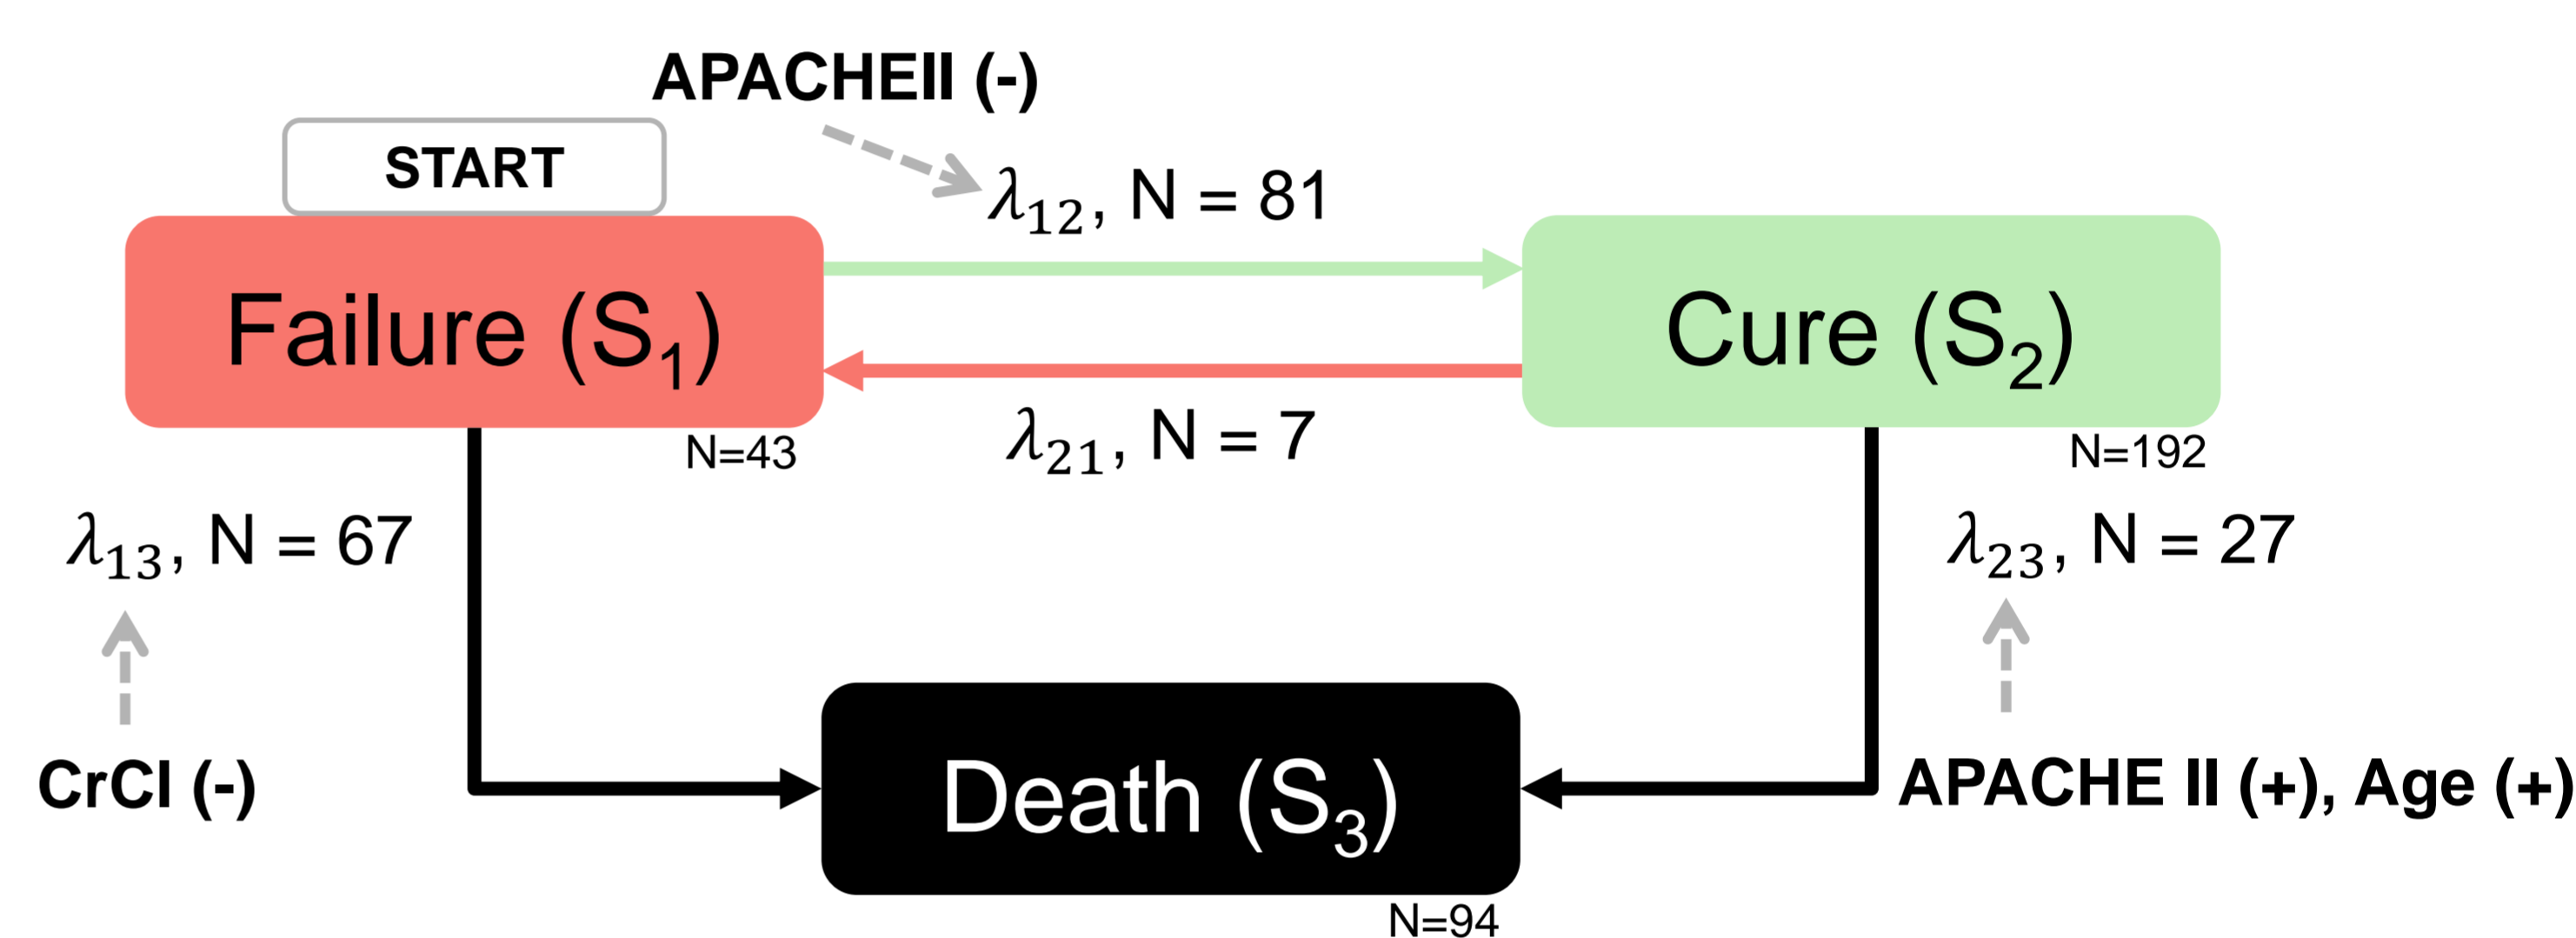 APACHEII (-)
START
λ₁₂, N = 81
Failure (S₁)
Cure (S₂)
N=43
λ₂₁, N = 7
N=192
λ₁₃, N = 67
λ₂₃, N = 27
CrCl (-)
Death (S₃)
APACHE II (+), Age (+)
N=94